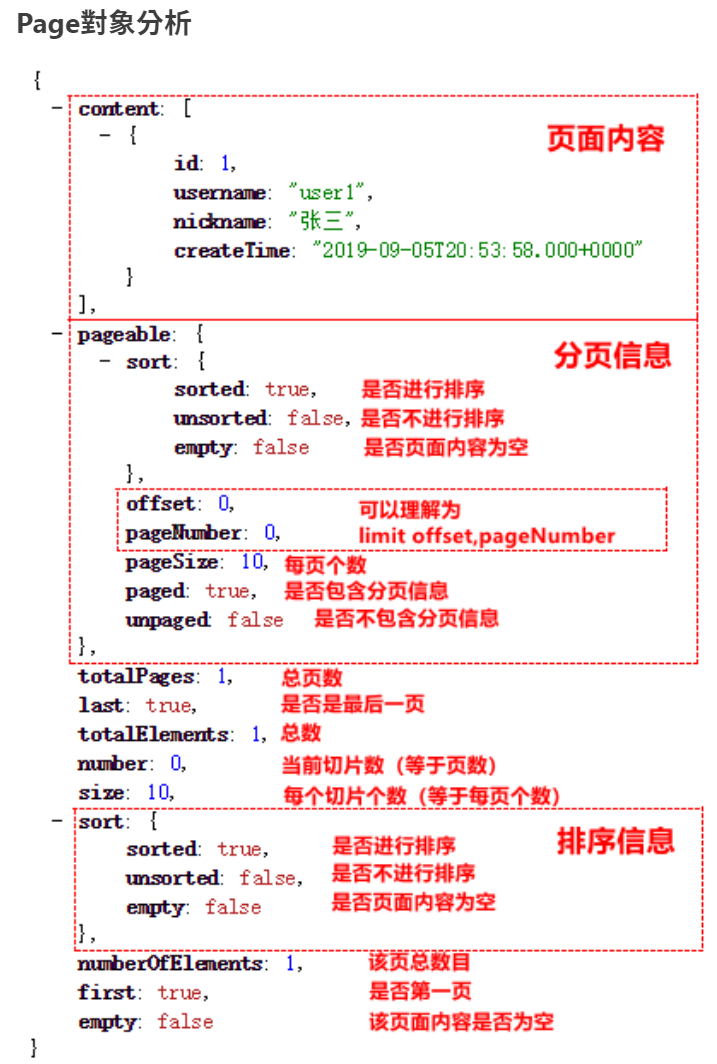 Page對象分析
{
- content: [
- {
页面内容
id: 1,
username: "user1",
nickname: "张三",
createTime: "2019-09-05T20:53:58.000+0000"
}
],
- pageable: {
分页信息
- sort: {
sorted: true, 是否进行排序
unsorted: false, 是否不进行排序
empty: false 是否页面内容为空
},
offset: 0, 可以理解为
pageNumber: 0, limit offset,pageNumber
pageSize: 10, 每页个数
paged: true, 是否包含分页信息
unpaged: false 是否不包含分页信息
},
totalPages: 1, 总页数
last: true, 是否是最后一页
totalElements: 1, 总数
number: 0, 当前切片数（等于页数）
size: 10, 每个切片个数（等于每页个数）
- sort: {
排序信息
sorted: true, 是否进行排序
unsorted: false, 是否不进行排序
empty: false 是否页面内容为空
},
numberOfElements: 1, 该页总数目
first: true, 是否第一页
empty: false 该页面内容是否为空
}